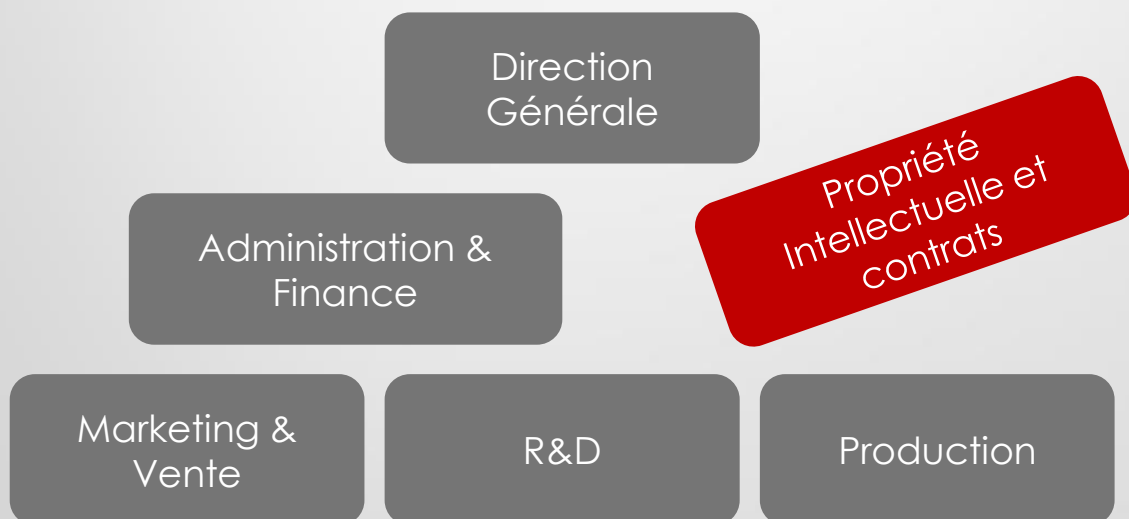 Direction
Générale
Propriété
Intellectuelle et
contrats
Administration &
Finance
Marketing &
Vente
R&D
Production